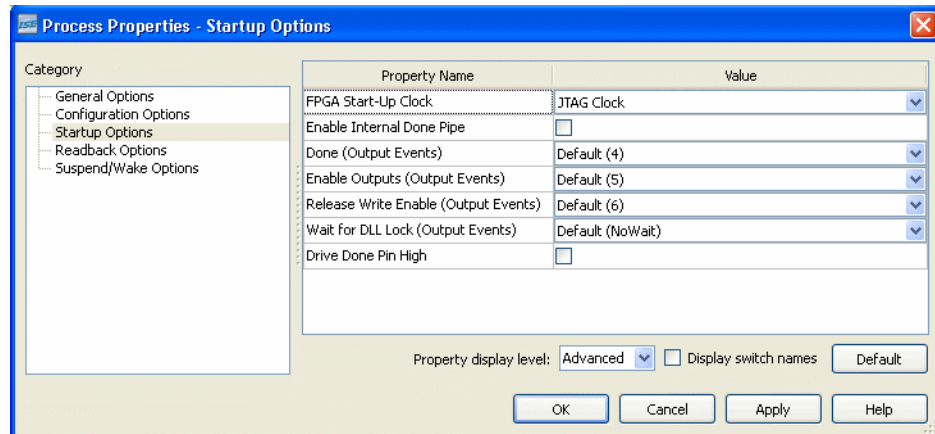 ISE Process Properties - Startup Options
Category
General Options
Configuration Options
Startup Options
Readback Options
Suspend/Wake Options
Property Name Value
FPGA Start-Up Clock JTAG Clock
Enable Internal Done Pipe
Done (Output Events) Default (4)
Enable Outputs (Output Events) Default (5)
Release Write Enable (Output Events) Default (6)
Wait for DLL Lock (Output Events) Default (NoWait)
Drive Done Pin High
Property display level: Advanced Display switch names Default
OK Cancel Apply Help